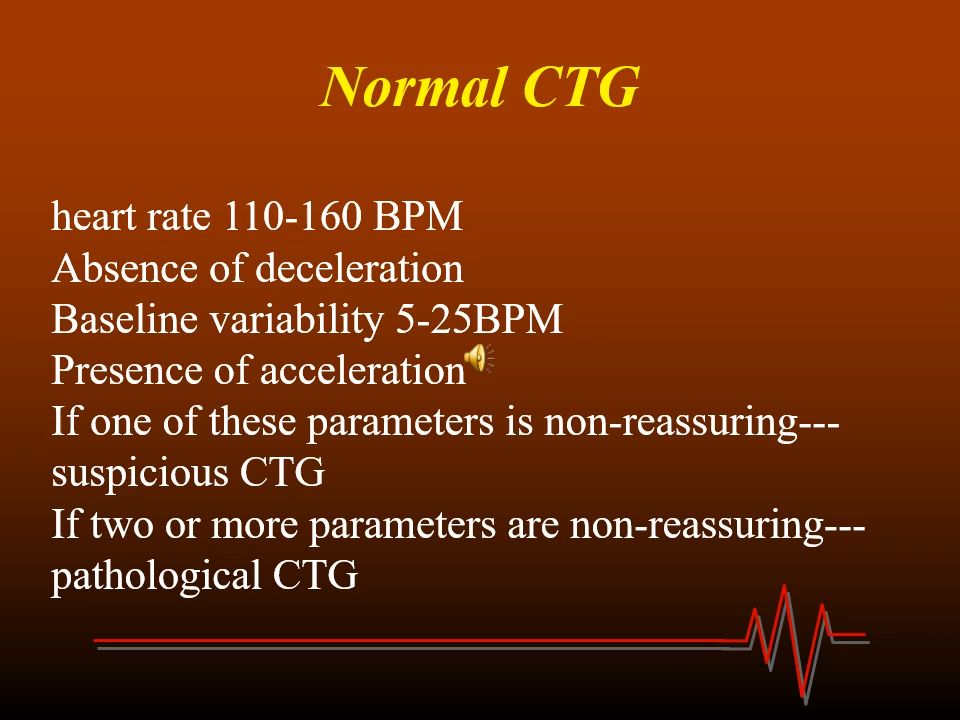 Normal CTG
heart rate 110-160 BPM
Absence of deceleration
Baseline variability 5-25BPM
Presence of acceleration
If one of these parameters is non-reassuring---
suspicious CTG
If two or more parameters are non-reassuring---
pathological CTG